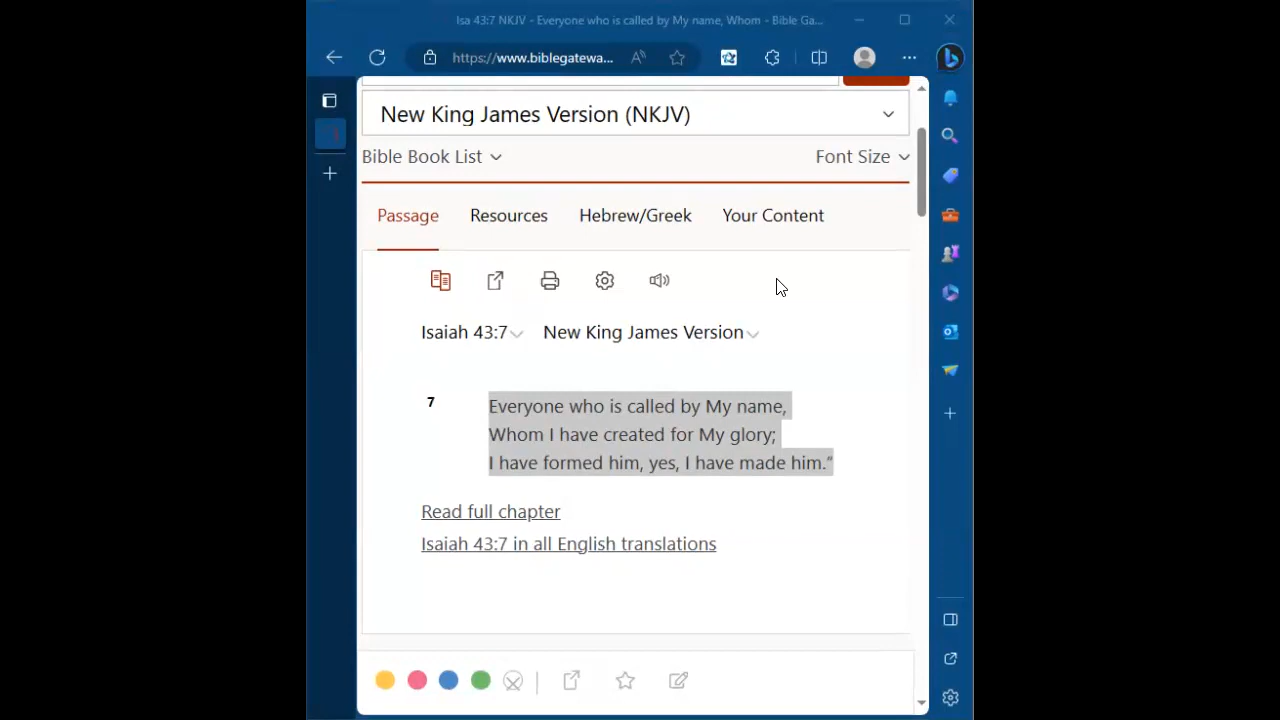 Isa 43:7 NKJV - Everyone who is called by My name, Whom - Bible Ga...
https://www.biblegatewa...
New King James Version (NKJV)
Bible Book List
Font Size
Passage
Resources
Hebrew/Greek
Your Content
Isaiah 43:7
New King James Version
7
Everyone who is called by My name,
Whom I have created for My glory;
I have formed him, yes, I have made him.”
Read full chapter
Isaiah 43:7 in all English translations